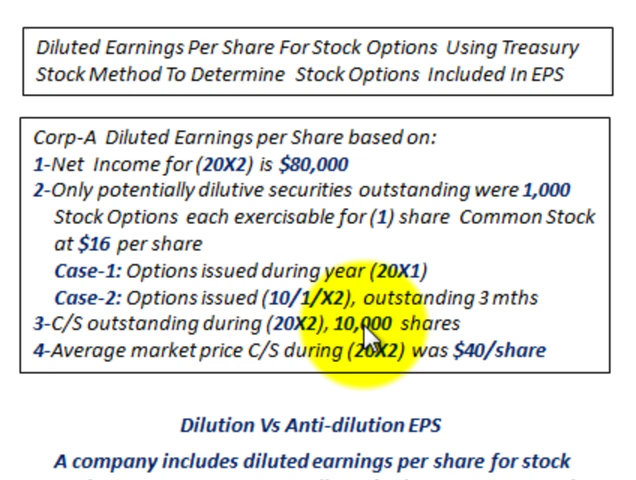 Diluted Earnings Per Share For Stock Options Using Treasury
Stock Method To Determine Stock Options Included In EPS
Corp-A Diluted Earnings per Share based on:
1-Net Income for (20X2) is $80,000
2-Only potentially dilutive securities outstanding were 1,000
Stock Options each exercisable for (1) share Common Stock
at $16 per share
Case-1: Options issued during year (20X1)
Case-2: Options issued (10/1/X2), outstanding 3 mths
3-C/S outstanding during (20X2), 10,000 shares
4-Average market price C/S during (20X2) was $40/share
Dilution Vs Anti-dilution EPS
A company includes diluted earnings per share for stock